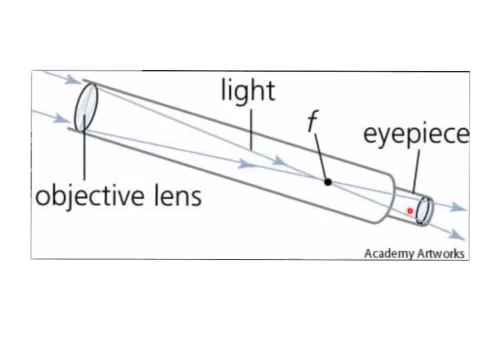 light
f
eyepiece
objective lens
Academy Artworks